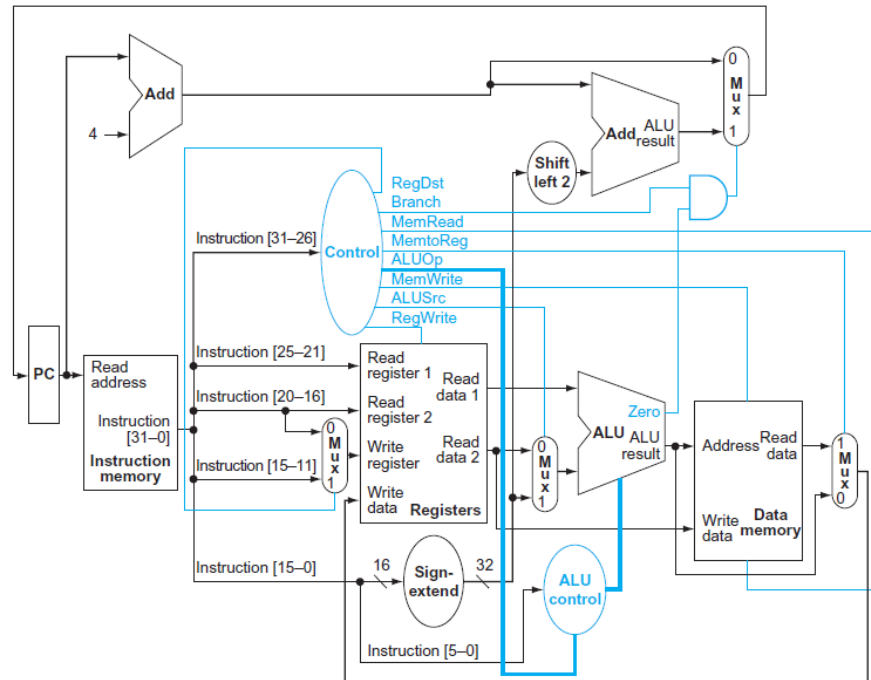 Add
4
0
M
u
x
1
Add
ALU
result
Shift
left 2
RegDst
Branch
MemRead
MemtoReg
ALUOp
MemWrite
ALUSrc
RegWrite
Control
Instruction [31–26]
PC
Read
address
Instruction
[31–0]
Instruction
memory
Instruction [25–21]
Instruction [20–16]
Instruction [15–11]
Instruction [15–0]
0
M
u
x
1
Read
register 1
Read
register 2
Write
register
Write
data
Read
data 1
Read
data 2
Registers
0
M
u
x
1
Zero
ALU
ALU
result
Address
Read
data
Write
data
Data
memory
1
M
u
x
0
16
Sign-
extend
32
ALU
control
Instruction [5–0]